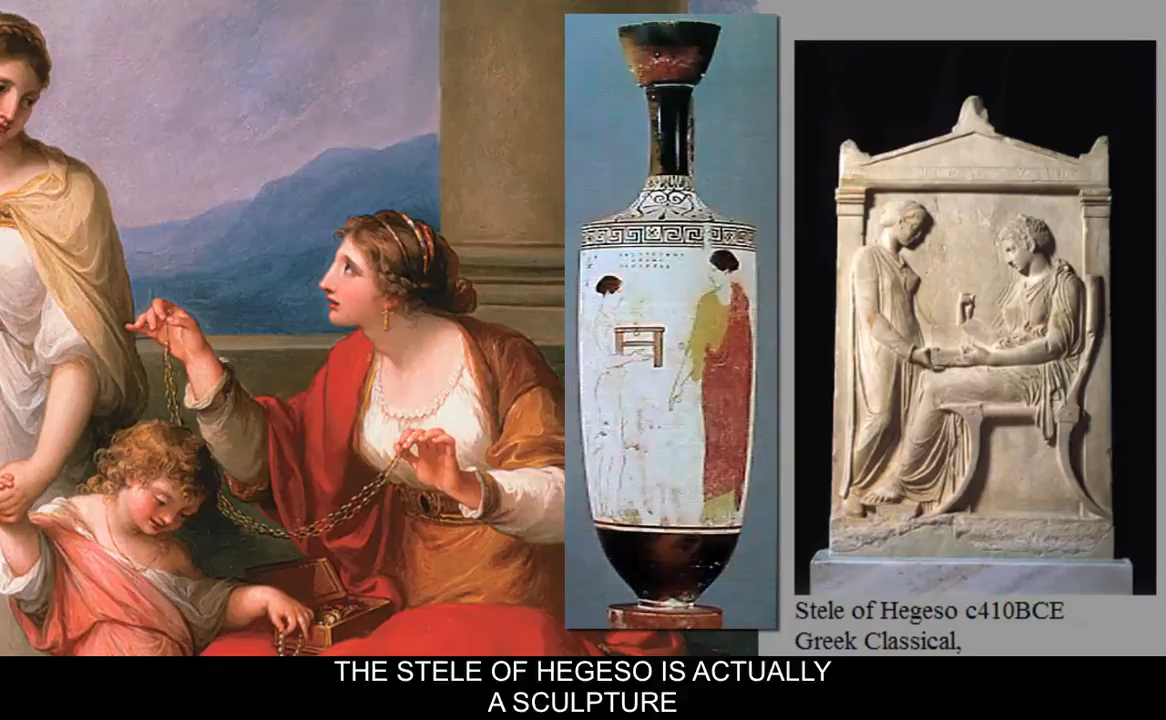 Stele of Hegeso c410BCE
Greek Classical,
THE STELE OF HEGESO IS ACTUALLY
A SCULPTURE